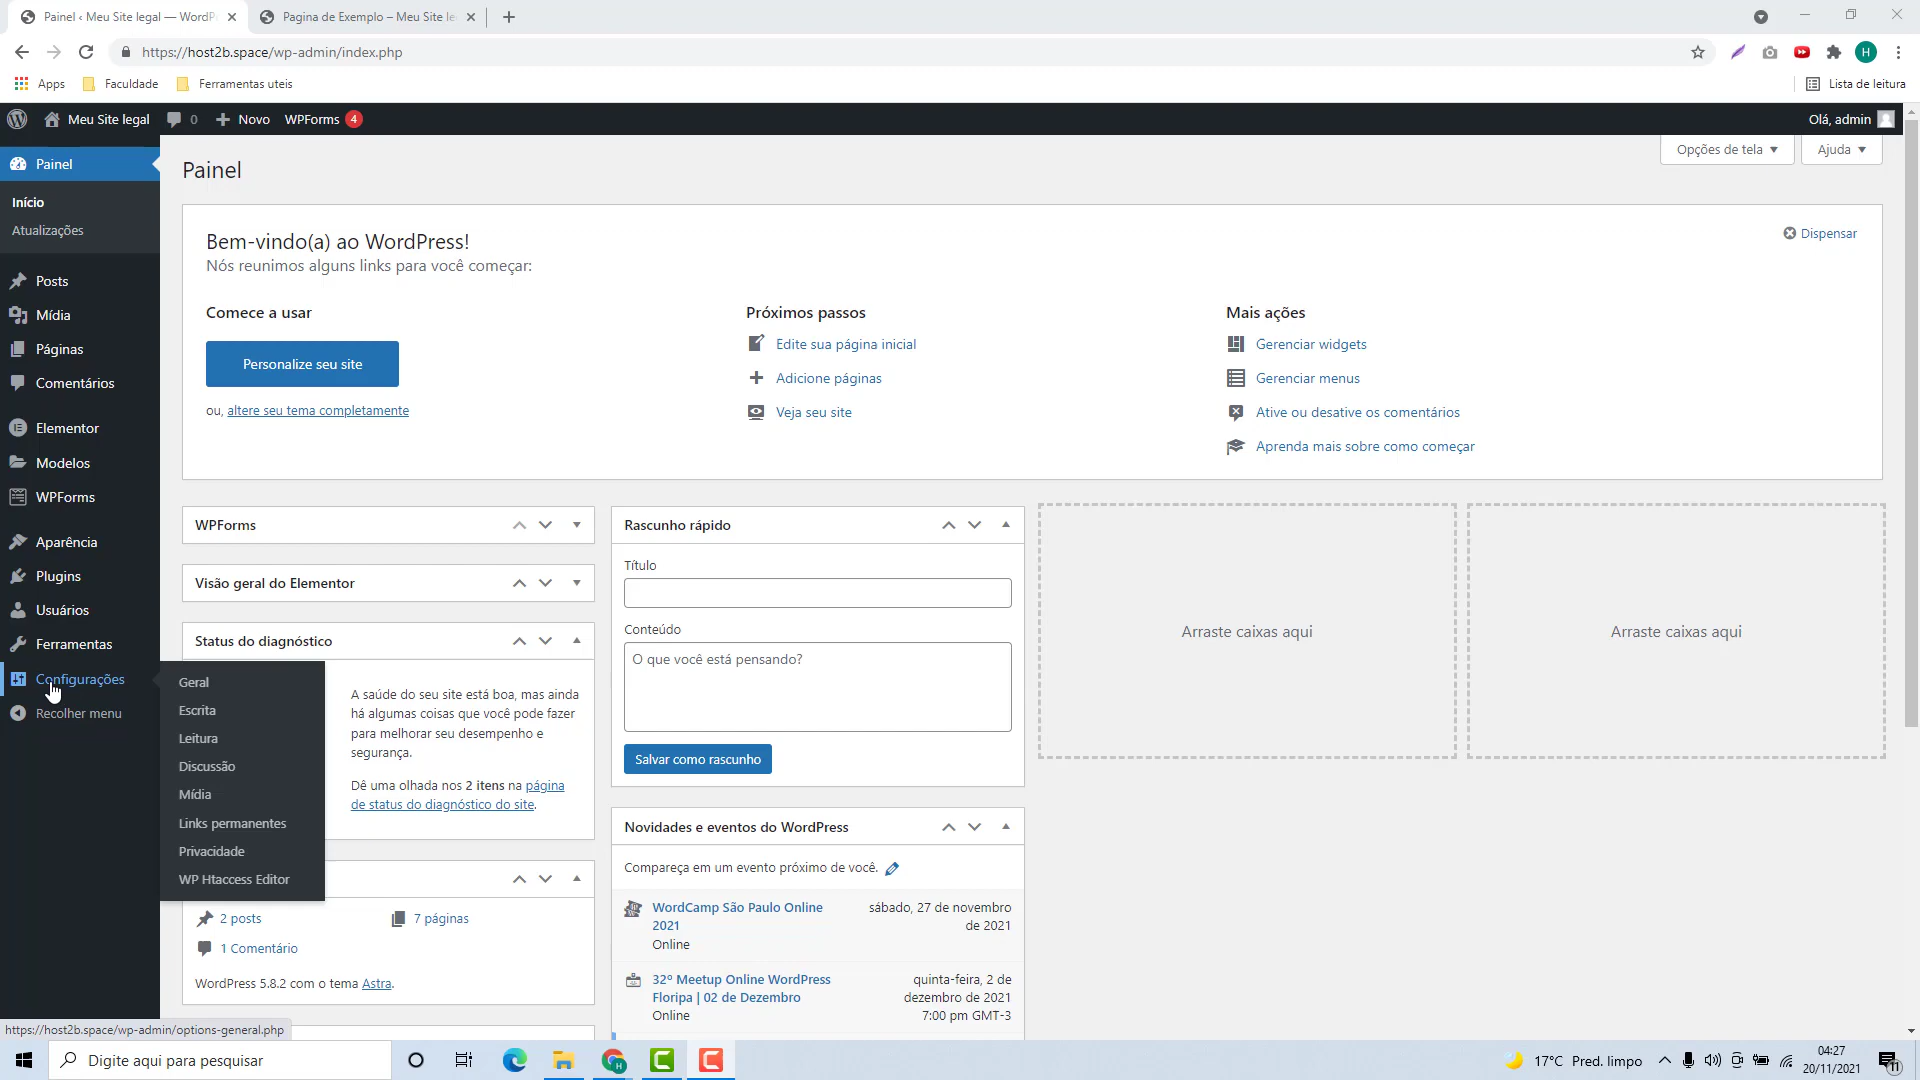 Painel ‹ Meu Site legal — WordPr
Pagina de Exemplo – Meu Site le
https://host2b.space/wp-admin/index.php
H
Apps
Faculdade
Ferramentas uteis
Lista de leitura
Meu Site legal
0
Novo
WPForms 4
Olá, admin
Painel
Início
Atualizações
Posts
Mídia
Páginas
Comentários
Elementor
Modelos
WPForms
Aparência
Plugins
Usuários
Ferramentas
Configurações
Recolher menu
Geral
Escrita
Leitura
Discussão
Mídia
Links permanentes
Privacidade
WP Htaccess Editor
Painel
Opções de tela
Ajuda
Bem-vindo(a) ao WordPress!
Nós reunimos alguns links para você começar:
Dispensar
Comece a usar
Personalize seu site
ou, altere seu tema completamente
Próximos passos
Edite sua página inicial
Adicione páginas
Veja seu site
Mais ações
Gerenciar widgets
Gerenciar menus
Ative ou desative os comentários
Aprenda mais sobre como começar
WPForms
Visão geral do Elementor
Status do diagnóstico
A saúde do seu site está boa, mas ainda
há algumas coisas que você pode fazer
para melhorar seu desempenho e
segurança.
Dê uma olhada nos 2 itens na página
de status do diagnóstico do site.
2 posts
7 páginas
1 Comentário
WordPress 5.8.2 com o tema Astra.
Rascunho rápido
Título
Conteúdo
O que você está pensando?
Salvar como rascunho
Novidades e eventos do WordPress
Compareça em um evento próximo de você.
WordCamp São Paulo Online
2021
Online
sábado, 27 de novembro
de 2021
32º Meetup Online WordPress
Floripa | 02 de Dezembro
Online
quinta-feira, 2 de
dezembro de 2021
7:00 pm GMT-3
Arraste caixas aqui
Arraste caixas aqui
https://host2b.space/wp-admin/options-general.php
Digite aqui para pesquisar
17°C Pred. limpo
04:27
20/11/2021
11